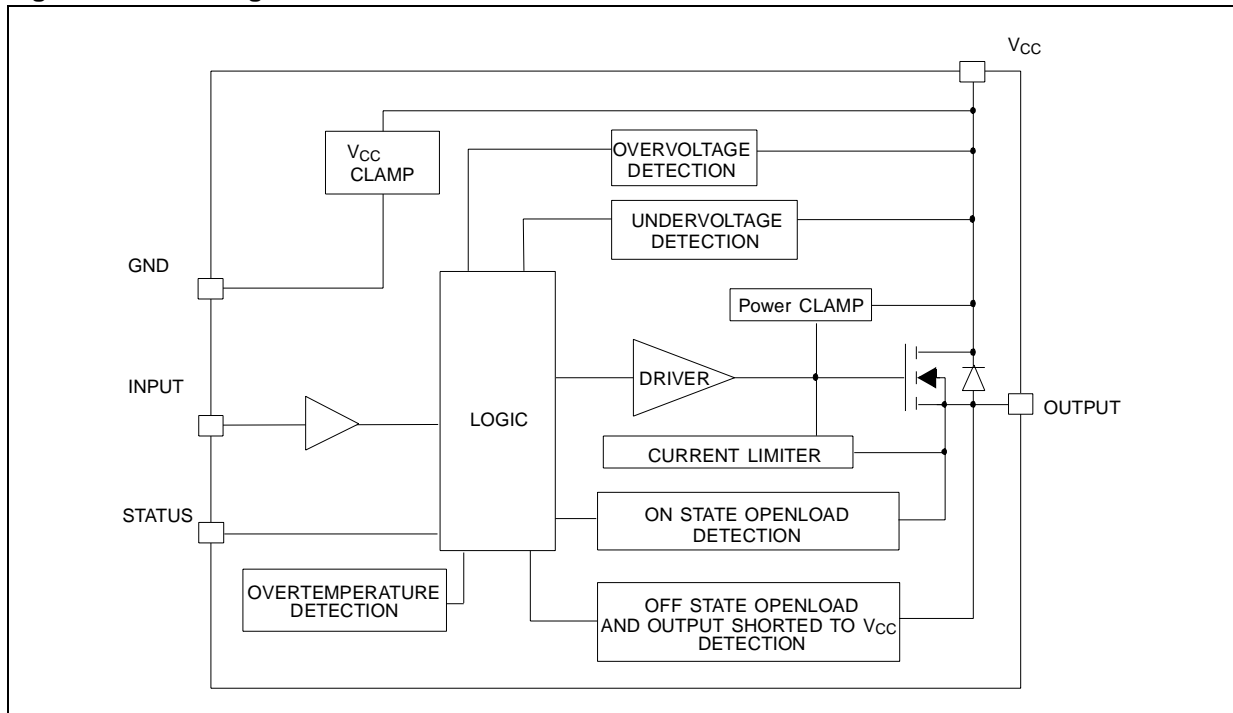 VCC
VCC
CLAMP
OVERVOLTAGE
DETECTION
UNDERVOLTAGE
DETECTION
GND
Power CLAMP
INPUT
DRIVER
OUTPUT
LOGIC
CURRENT LIMITER
STATUS
ON STATE OPENLOAD
DETECTION
OVERTEMPERATURE
DETECTION
OFF STATE OPENLOAD
AND OUTPUT SHORTED TO VCC
DETECTION